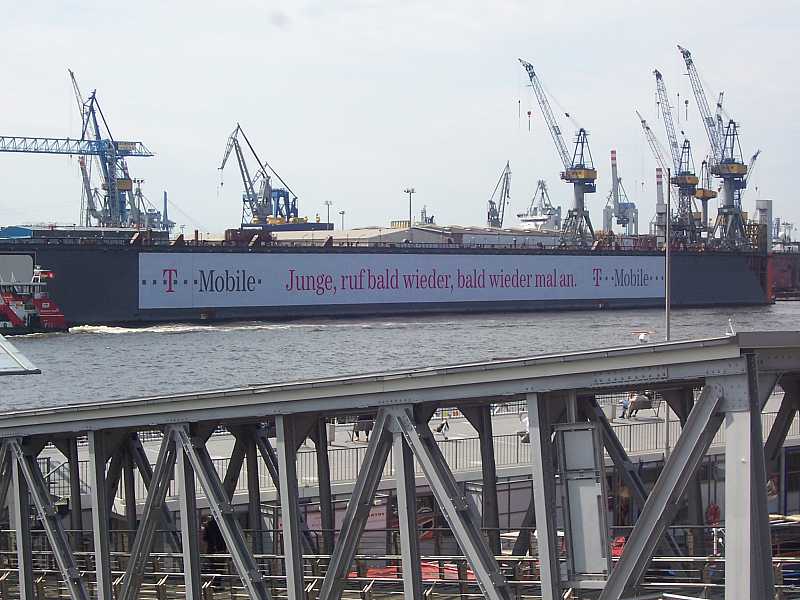 T Mobile Junge, ruf bald wieder, bald wieder mal an. T Mobile